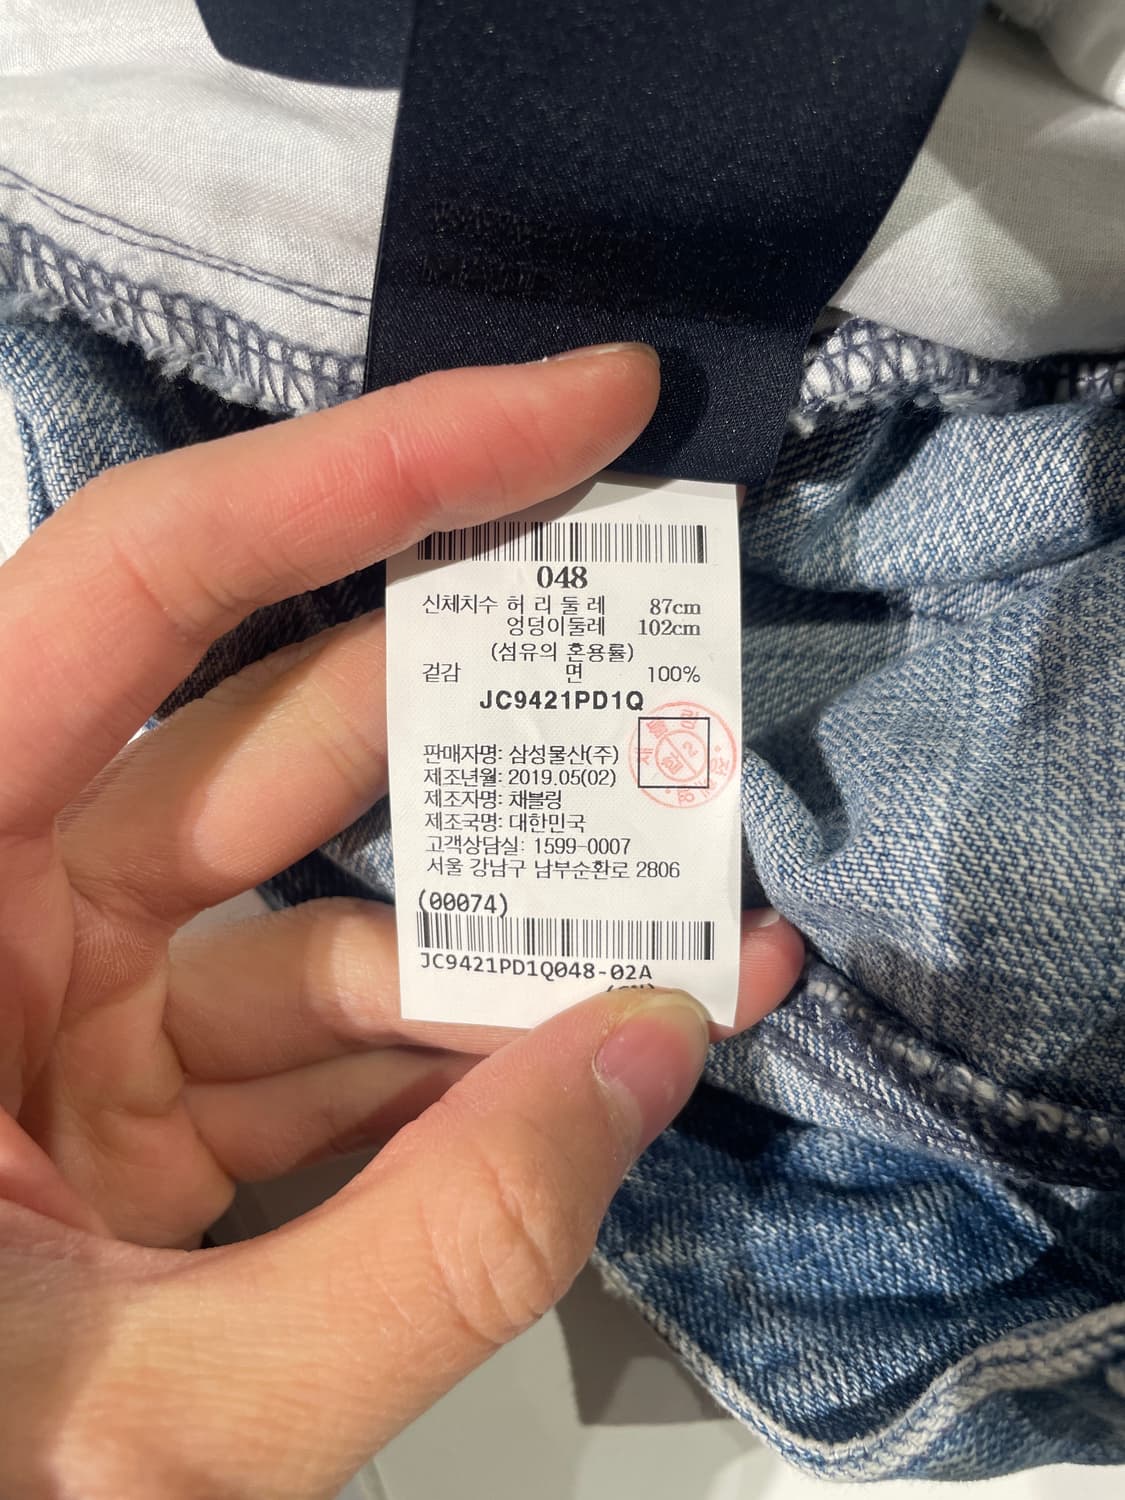 048
신체치수 허 리 둘 레 87cm
엉덩이둘레 102cm
(섬유의 혼용률)
겉감 면 100%
JC9421PD1Q
판매자명: 삼성물산(주)
제조년월: 2019.05(02)
제조자명: 채블링
제조국명: 대한민국
고객상담실: 1599-0007
서울 강남구 남부순환로 2806
(00074)
JC9421PD1Q048-02A